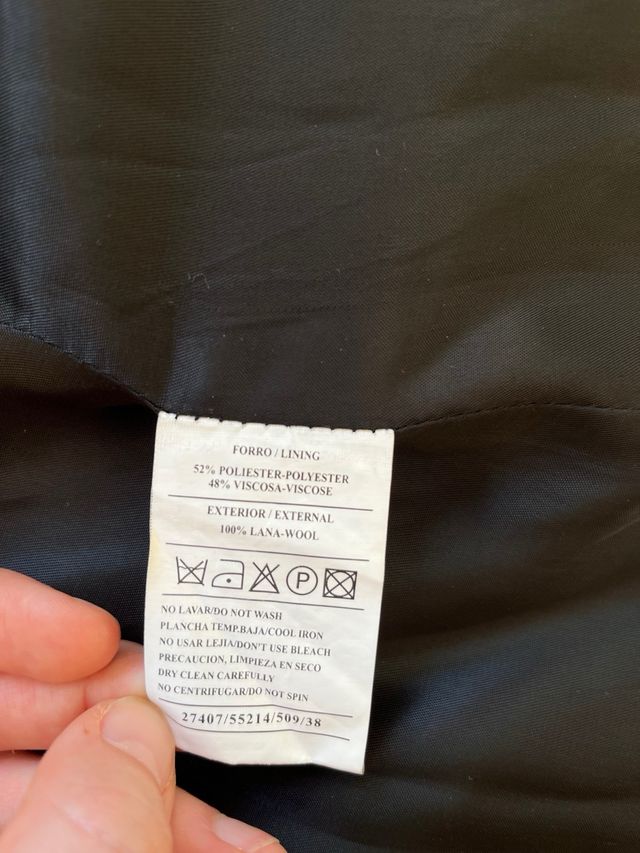 FORRO / LINING
52% POLIESTER-POLYESTER
48% VISCOSA-VISCOSE
EXTERIOR / EXTERNAL
100% LANA-WOOL
P
NO LAVAR/DO NOT WASH
PLANCHA TEMP.BAJA/COOL IRON
NO USAR LEJIA/DON'T USE BLEACH
PRECAUCION, LIMPIEZA EN SECO
DRY CLEAN CAREFULLY
NO CENTRIFUGAR/DO NOT SPIN
27407/55214/509/38